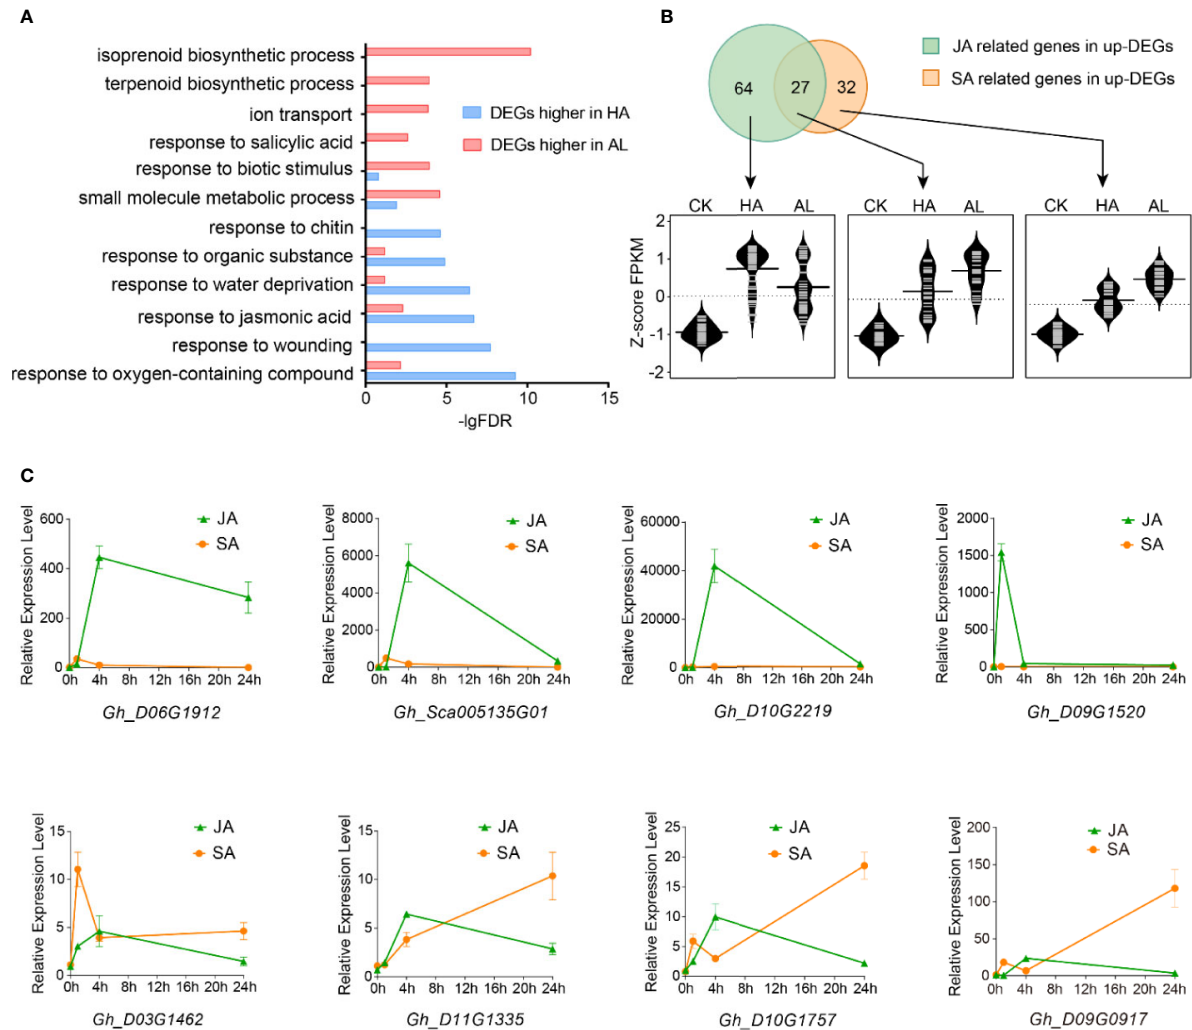 A
isoprenoid biosynthetic process
terpenoid biosynthetic process
ion transport
response to salicylic acid
response to biotic stimulus
small molecule metabolic process
response to chitin
response to organic substance
response to water deprivation
response to jasmonic acid
response to wounding
response to oxygen-containing compound
DEGs higher in HA
DEGs higher in AL
0 5 10 15
-lgFDR
B
64 27 32
JA related genes in up-DEGs
SA related genes in up-DEGs
CK HA AL CK HA AL CK HA AL
Z-score FPKM
2
1
0
-1
-2
C
Relative Expression Level
600
400
200
0
JA
SA
0h 4h 8h 12h 16h 20h 24h
Gh_D06G1912
Relative Expression Level
8000
6000
4000
2000
0
JA
SA
0h 4h 8h 12h 16h 20h 24h
Gh_Sca005135G01
Relative Expression Level
60000
40000
20000
0
JA
SA
0h 4h 8h 12h 16h 20h 24h
Gh_D10G2219
Relative Expression Level
2000
1500
1000
500
0
JA
SA
0h 4h 8h 12h 16h 20h 24h
Gh_D09G1520
Relative Expression Level
15
10
5
0
JA
SA
0h 4h 8h 12h 16h 20h 24h
Gh_D03G1462
Relative Expression Level
15
10
5
0
JA
SA
0h 4h 8h 12h 16h 20h 24h
Gh_D11G1335
Relative Expression Level
25
20
15
10
5
0
JA
SA
0h 4h 8h 12h 16h 20h 24h
Gh_D10G1757
Relative Expression Level
200
150
100
50
0
JA
SA
0h 4h 8h 12h 16h 20h 24h
Gh_D09G0917